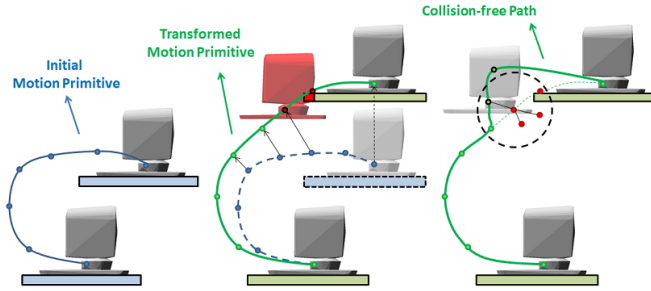 Initial
Motion Primitive
Transformed
Motion Primitive
Collision-free Path